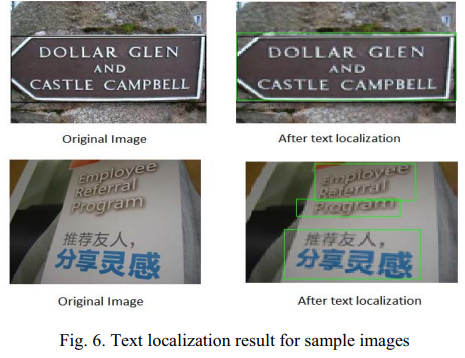 DOLLAR GLEN
AND
CASTLE CAMPBELL
DOLLAR GLEN
AND
CASTLE CAMPBELL
Original Image
After text localization
Employee
Referral
Program
推荐友人,
分享灵感
Employee
Referral
Program
推荐友人,
分享灵感
Original Image
After text localization
Fig. 6. Text localization result for sample images